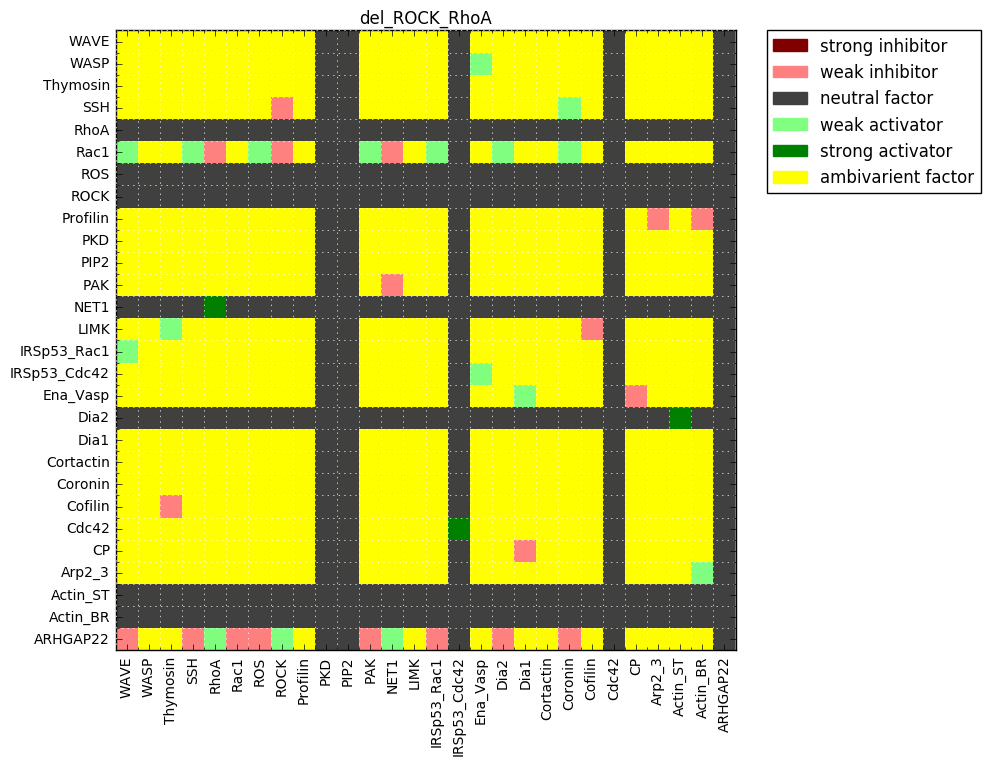 del_ROCK_RhoA
WAVE
WASP
Thymosin
SSH
RhoA
Rac1
ROS
ROCK
Profilin
PKD
PIP2
PAK
NET1
LIMK
IRSp53_Rac1
IRSp53_Cdc42
Ena_Vasp
Dia2
Dia1
Cortactin
Coronin
Cofilin
Cdc42
CP
Arp2_3
Actin_ST
Actin_BR
ARHGAP22
WAVE
WASP
Thymosin
SSH
RhoA
Rac1
ROS
ROCK
Profilin
PKD
PIP2
PAK
NET1
LIMK
IRSp53_Rac1
IRSp53_Cdc42
Ena_Vasp
Dia2
Dia1
Cortactin
Coronin
Cofilin
Cdc42
CP
Arp2_3
Actin_ST
Actin_BR
ARHGAP22
strong inhibitor
weak inhibitor
neutral factor
weak activator
strong activator
ambivarient factor